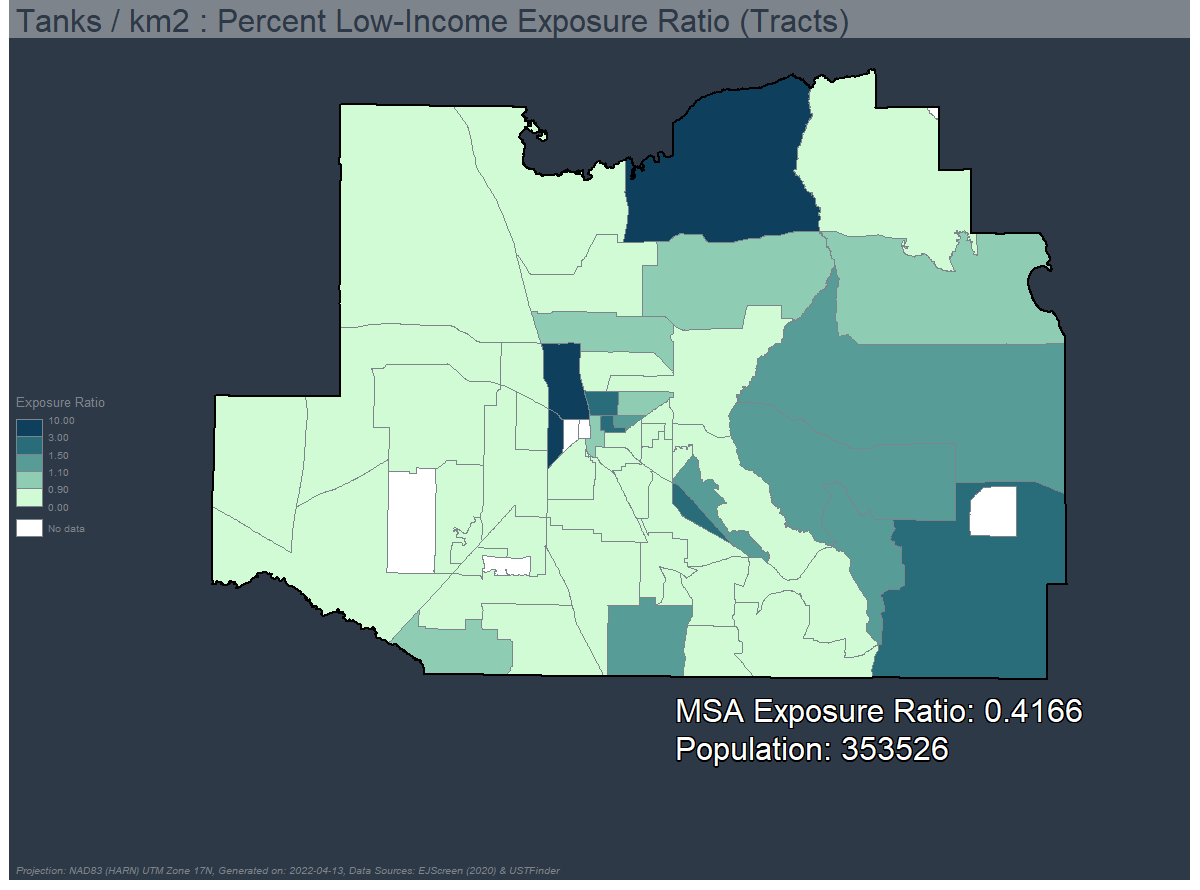 Tanks / km2 : Percent Low-Income Exposure Ratio (Tracts)
Exposure Ratio
10.00
3.00
1.50
1.10
0.90
0.00
No data
MSA Exposure Ratio: 0.4166
Population: 353526
Projection: NAD83 (HARN) UTM Zone 17N, Generated on: 2022-04-13, Data Sources: EJScreen (2020) & USTFinder